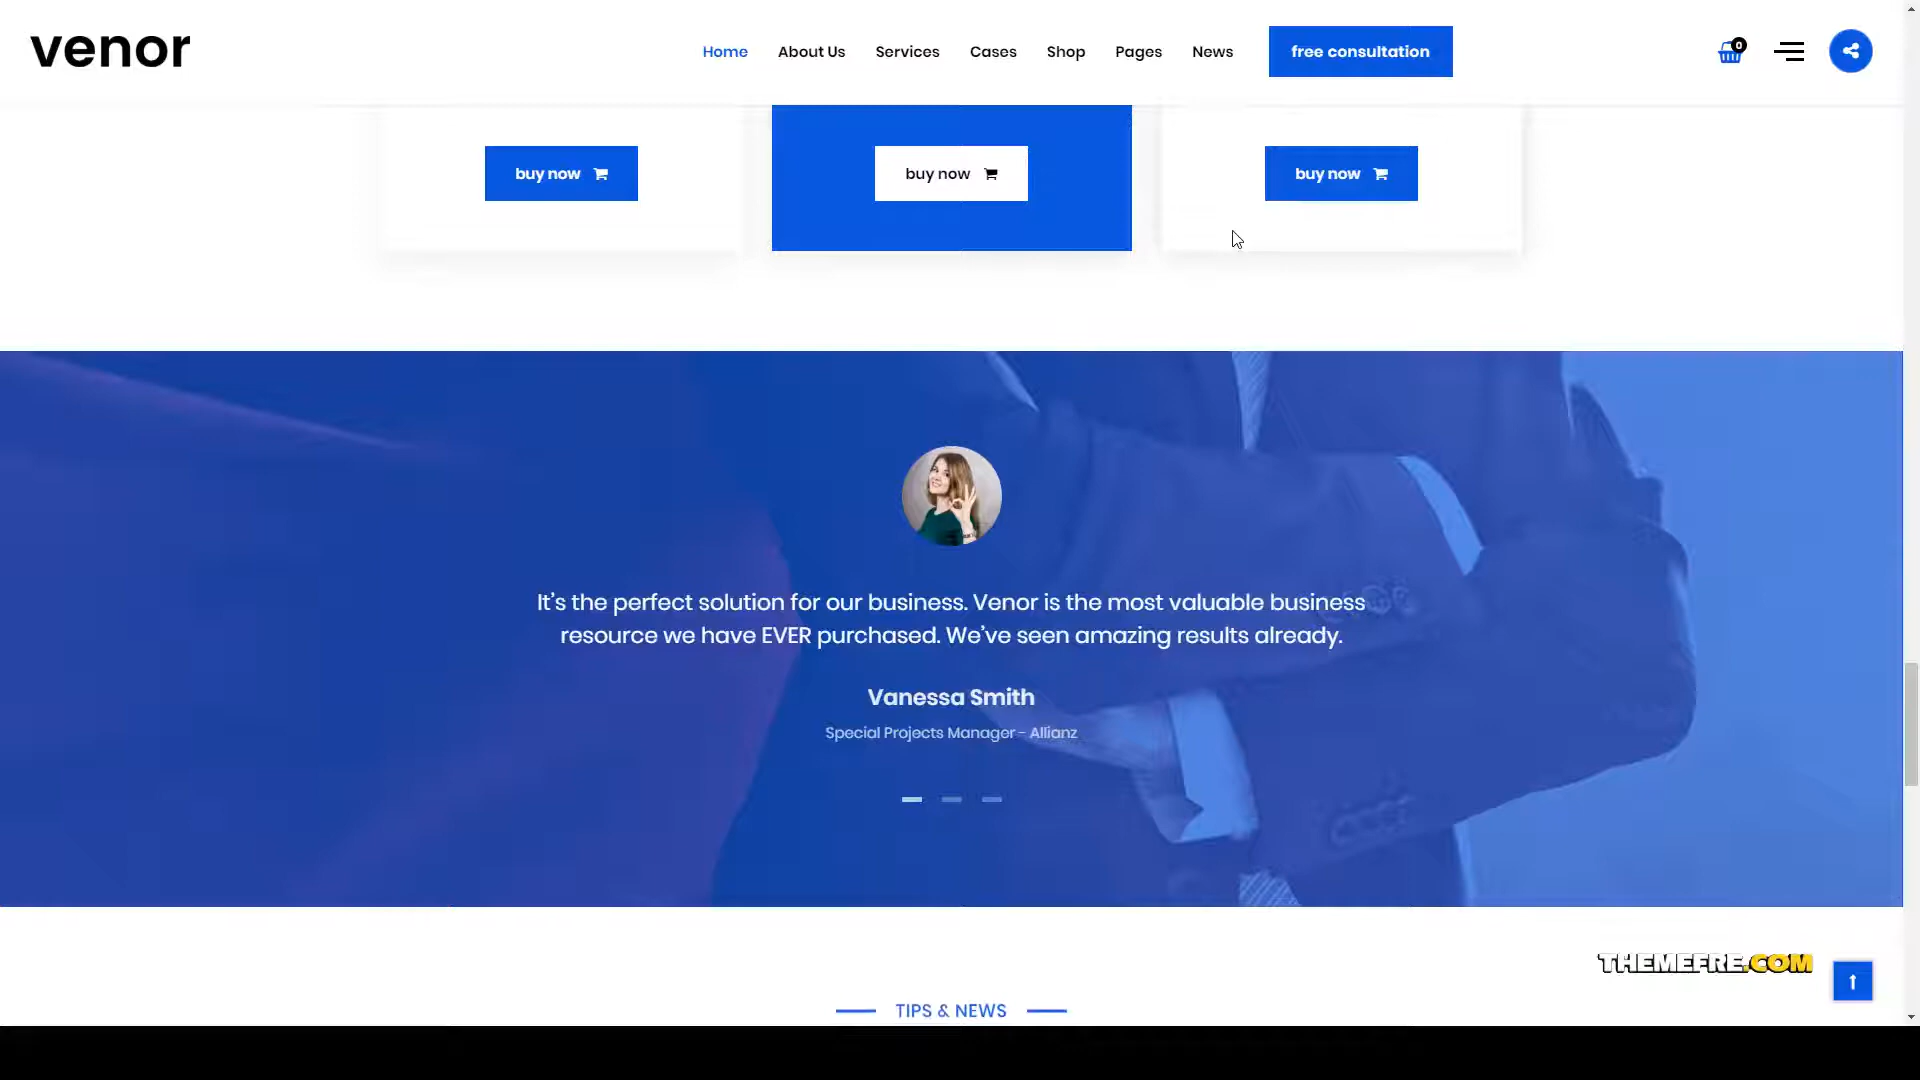 venor
Home About Us Services Cases Shop Pages News free consultation 0
buy now buy now buy now
It's the perfect solution for our business. Venor is the most valuable business
resource we have EVER purchased. We've seen amazing results already.
Vanessa Smith
Special Projects Manager - Allianz
THEMEFRE.COM
TIPS & NEWS